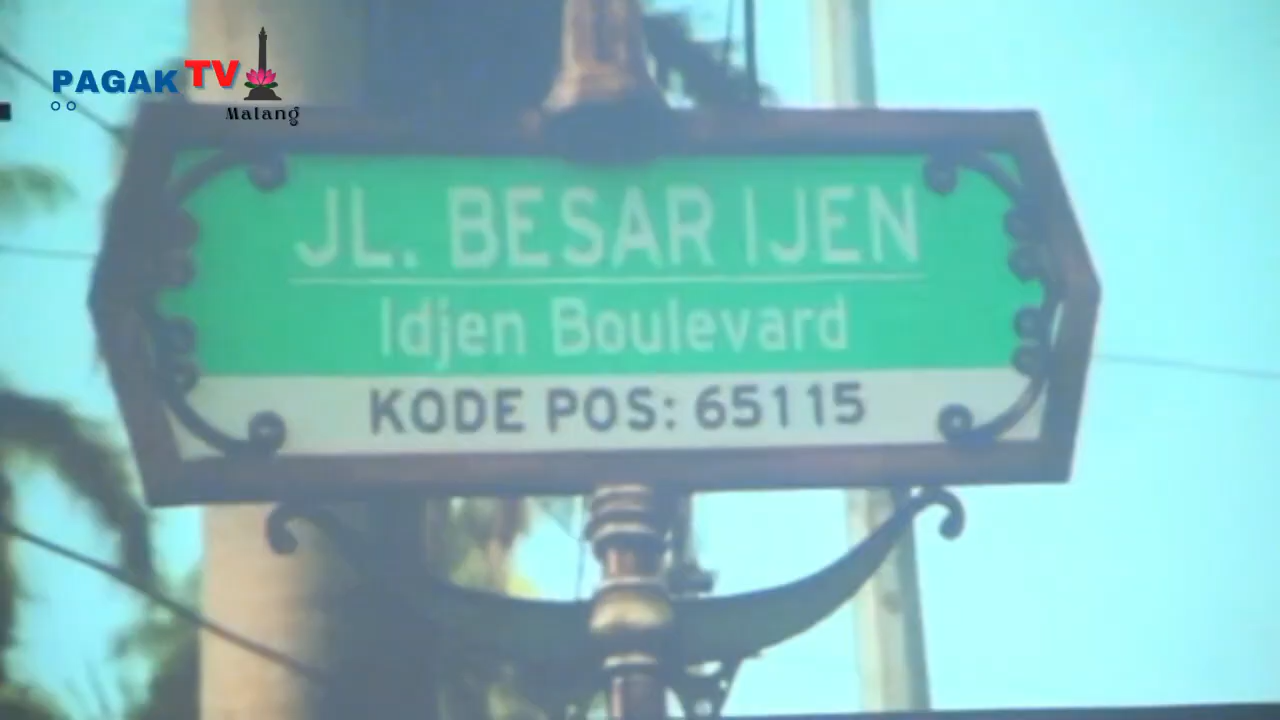 PAGAK TV
Malang
JL. BESAR IJEN
Idjen Boulevard
KODE POS: 65115